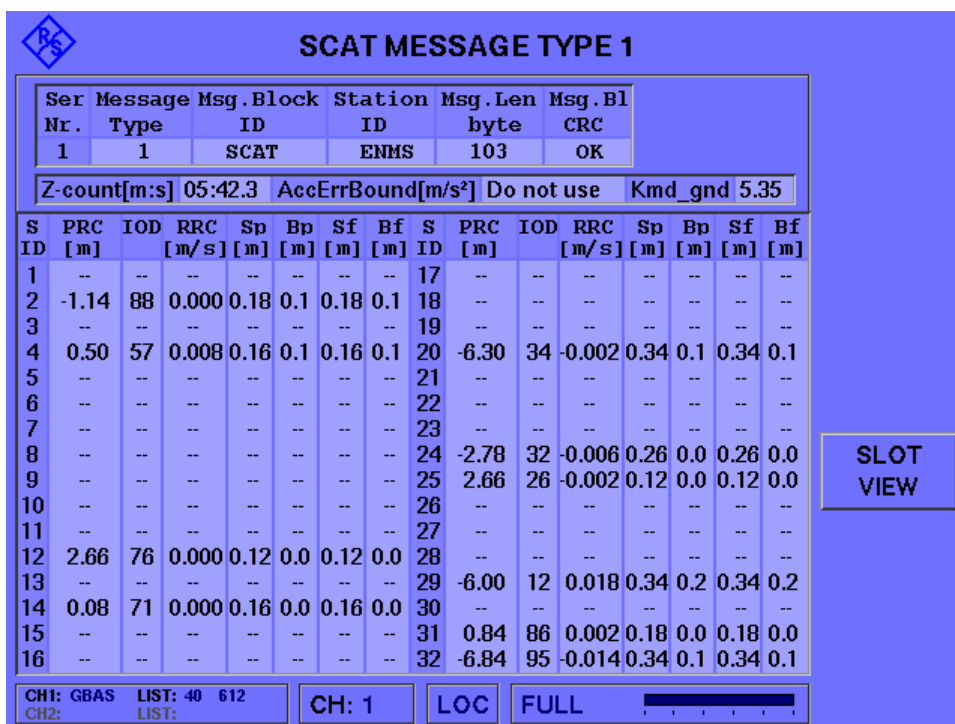 R/S
SCAT MESSAGE TYPE 1
Ser Message Msg.Block Station Msg.Len Msg.Bl
Nr. Type ID ID byte CRC
1 1 SCAT ENMS 103 OK
Z-count[m:s] 05:42.3 AccErrBound[m/s²] Do not use Kmd_gnd 5.35
S PRC IOD RRC Sp Bp Sf Bf S PRC IOD RRC Sp Bp Sf Bf
ID [m] [m/s] [m] [m] [m] [m] ID [m] [m/s] [m] [m] [m] [m]
1 -- -- -- -- -- -- -- 17 -- -- -- -- -- -- --
2 -1.14 88 0.000 0.18 0.1 0.18 0.1 18 -- -- -- -- -- -- --
3 -- -- -- -- -- -- -- 19 -- -- -- -- -- -- --
4 0.50 57 0.008 0.16 0.1 0.16 0.1 20 -6.30 34 -0.002 0.34 0.1 0.34 0.1
5 -- -- -- -- -- -- -- 21 -- -- -- -- -- -- --
6 -- -- -- -- -- -- -- 22 -- -- -- -- -- -- --
7 -- -- -- -- -- -- -- 23 -- -- -- -- -- -- --
8 -- -- -- -- -- -- -- 24 -2.78 32 -0.006 0.26 0.0 0.26 0.0
9 -- -- -- -- -- -- -- 25 2.66 26 -0.002 0.12 0.0 0.12 0.0
10 -- -- -- -- -- -- -- 26 -- -- -- -- -- -- --
11 -- -- -- -- -- -- -- 27 -- -- -- -- -- -- --
12 2.66 76 0.000 0.12 0.0 0.12 0.0 28 -- -- -- -- -- -- --
13 -- -- -- -- -- -- -- 29 -6.00 12 0.018 0.34 0.2 0.34 0.2
14 0.08 71 0.000 0.16 0.0 0.16 0.0 30 -- -- -- -- -- -- --
15 -- -- -- -- -- -- -- 31 0.84 86 0.002 0.18 0.0 0.18 0.0
16 -- -- -- -- -- -- -- 32 -6.84 95 -0.014 0.34 0.1 0.34 0.1
SLOT
VIEW
CH1: GBAS LIST: 40 612
CH2: LIST:
CH: 1
LOC
FULL